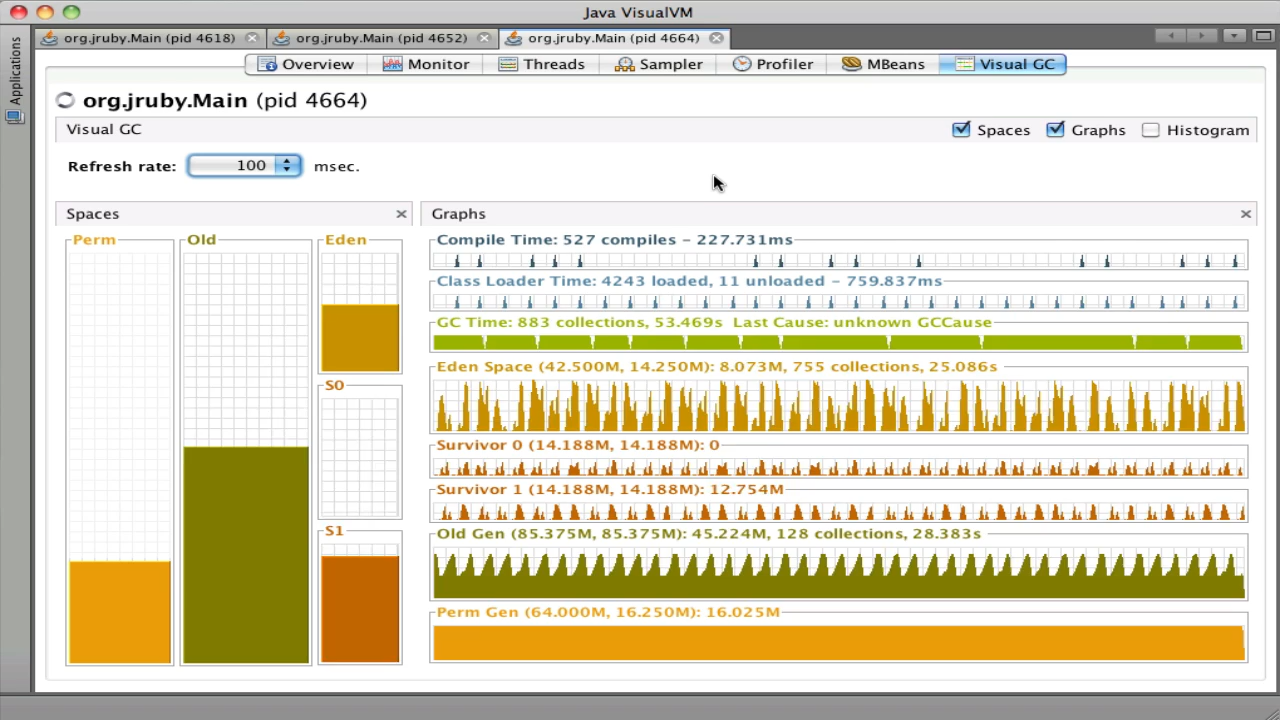 Java VisualVM
Applications
org.jruby.Main (pid 4618)
org.jruby.Main (pid 4652)
org.jruby.Main (pid 4664)
Overview
Monitor
Threads
Sampler
Profiler
MBeans
Visual GC
org.jruby.Main (pid 4664)
Visual GC
Spaces
Graphs
Histogram
Refresh rate: 100 msec.
Spaces
Perm
Old
Eden
S0
S1
Graphs
Compile Time: 527 compiles - 227.731ms
Class Loader Time: 4243 loaded, 11 unloaded - 759.837ms
GC Time: 883 collections, 53.469s Last Cause: unknown GCCause
Eden Space (42.500M, 14.250M): 8.073M, 755 collections, 25.086s
Survivor 0 (14.188M, 14.188M): 0
Survivor 1 (14.188M, 14.188M): 12.754M
Old Gen (85.375M, 85.375M): 45.224M, 128 collections, 28.383s
Perm Gen (64.000M, 16.250M): 16.025M